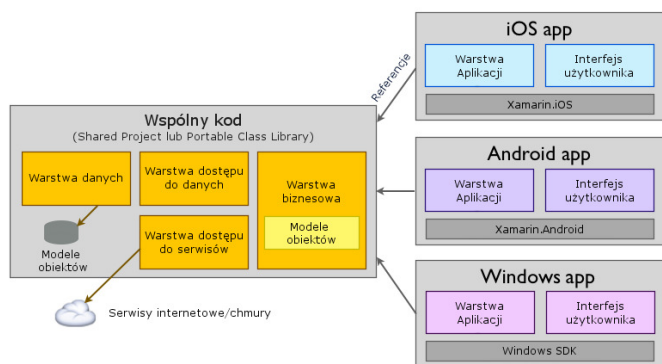 Wspólny kod
(Shared Project lub Portable Class Library)
Warstwa danych
Warstwa dostępu
do danych
Warstwa
biznesowa
Modele
obiektów
Warstwa dostępu
do serwisów
Modele
obiektów
Serwisy internetowe/chmury
Referencje
iOS app
Warstwa
Aplikacji
Interfejs
użytkownika
Xamarin.iOS
Android app
Warstwa
Aplikacji
Interfejs
użytkownika
Xamarin.Android
Windows app
Warstwa
Aplikacji
Interfejs
użytkownika
Windows SDK